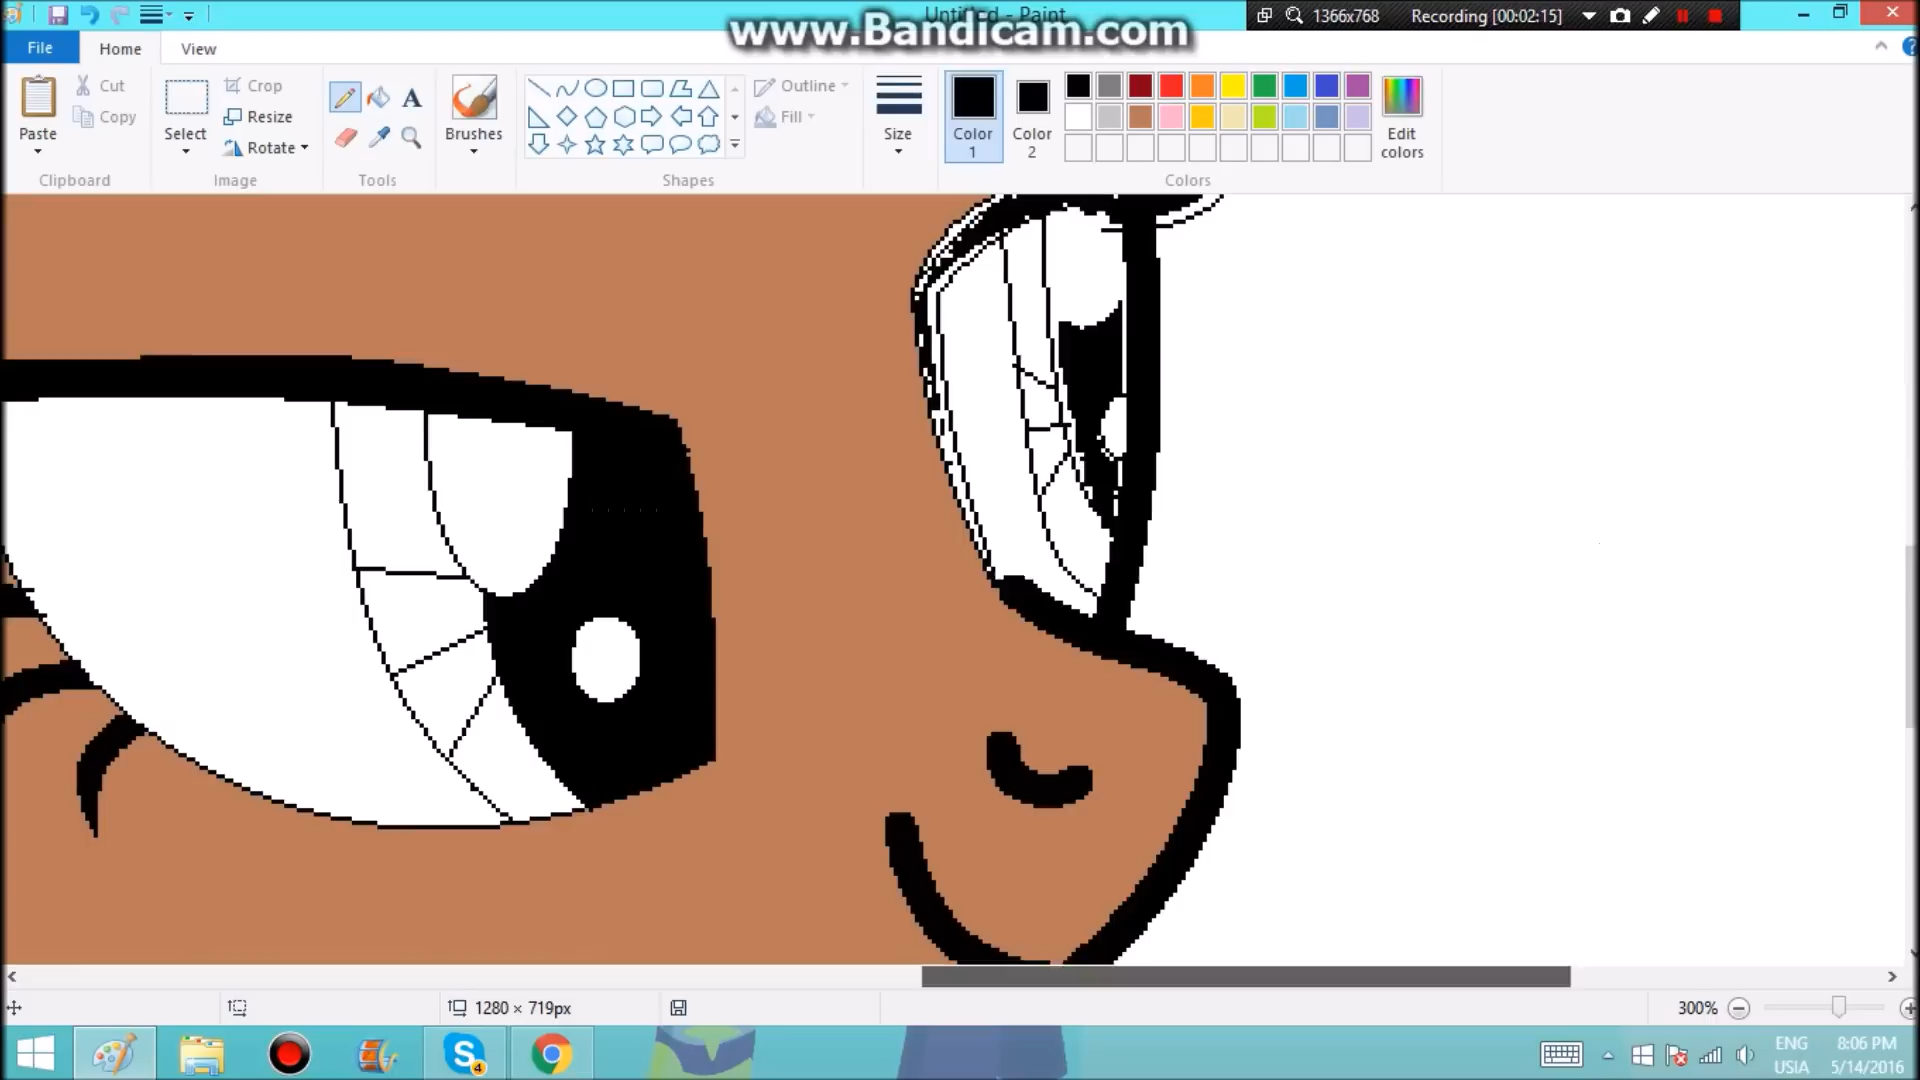 Untitled - Paint
www.Bandicam.com
1366x768 Recording [00:02:15]
File Home View
Paste
Cut
Copy
Clipboard
Select
Crop
Resize
Rotate
Image
A
Tools
Brushes
Shapes
Outline
Fill
Size
Color
1
Color
2
Colors
Edit
colors
1280 × 719px
300%
S
4
ENG
USIA
8:06 PM
5/14/2016